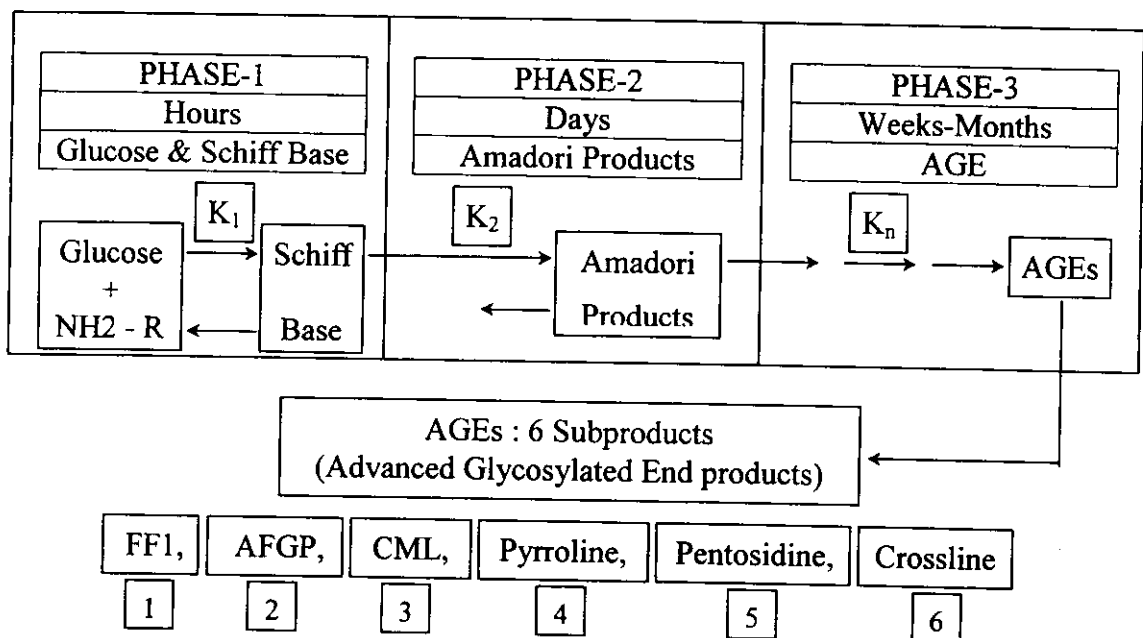 PHASE-1
Hours
Glucose & Schiff Base
PHASE-2
Days
Amadori Products
PHASE-3
Weeks-Months
AGE
K1
K2
Kn
Glucose
+
NH2 - R
Schiff
Base
Amadori
Products
AGEs
AGEs : 6 Subproducts
(Advanced Glycosylated End products)
FF1, AFGP, CML, Pyrroline, Pentosidine, Crossline
1 2 3 4 5 6